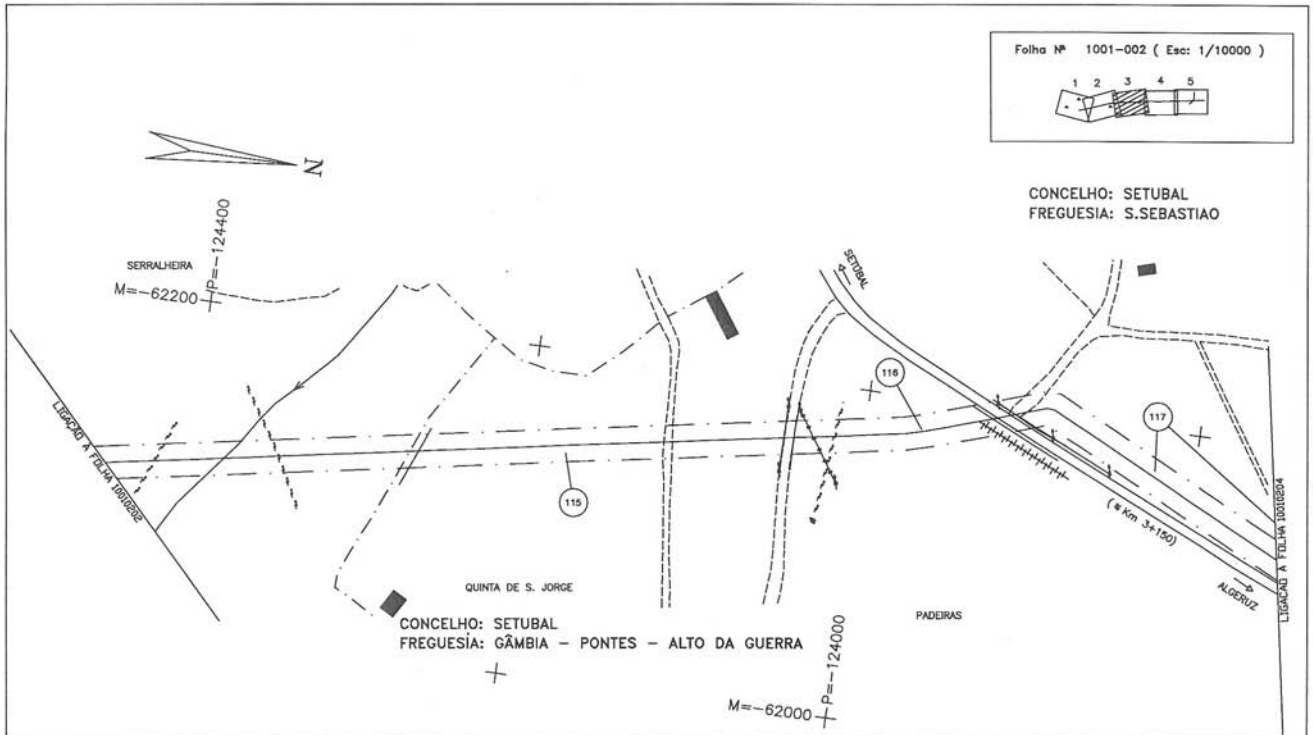 Folha Nº 1001-002 ( Esc: 1/10000 )
1 2 3 4 5
N
CONCELHO: SETUBAL
FREGUESIA: S.SEBASTIAO
SERRALHEIRA
P=-124400
M=-62200
SETÚBAL
116
117
LIGAÇÃO A FOLHA 10010202
115
(≈Km 3+150)
LIGAÇÃO A FOLHA 10010204
ALGERUZ
QUINTA DE S. JORGE
PADEIRAS
CONCELHO: SETUBAL
FREGUESÍA: GÂMBIA - PONTES - ALTO DA GUERRA
P=-124000
M=-62000